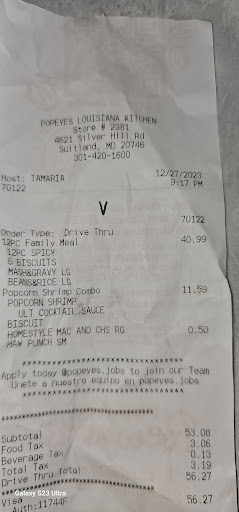 POPEYES LOUISIANA KITCHEN
Store # 2381
4621 Silver Hill Rd
Suitland, MD 20746
301-420-1600
Host: TAMARIA 12/27/2023
70122 9:17 PM
V
70122
Order Type: Drive Thru
12PC Family Meal 40.99
12PC SPICY
6 BISCUITS
MASH&GRAVY LG
BEANS&RICE LG
Popcorn Shrimp Combo 11.59
POPCORN SHRIMP
ULT COCKTAIL SAUCE
BISCUIT
HOMESTYLE MAC AND CHS RG 0.50
HAW PUNCH SM
Apply today @popeyes.jobs to join our Team
Unete a nuestro equipo en popeyes.jobs
Subtotal 53.08
Food Tax 3.06
Beverage Tax 0.13
Total Tax 3.19
Drive Thru Total 56.27
Visa 56.27
Auth:11744F
Galaxy S23 Ultra